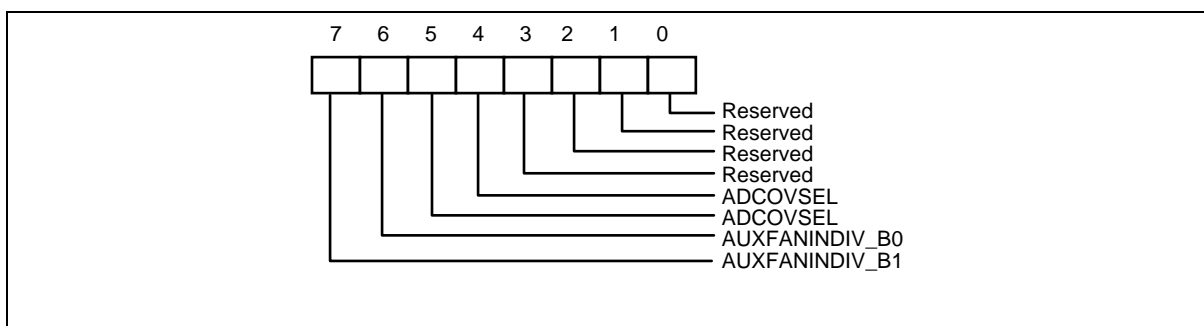 7 6 5 4 3 2 1 0
Reserved
Reserved
Reserved
Reserved
ADCOVSEL
ADCOVSEL
AUXFANINDIV_B0
AUXFANINDIV_B1